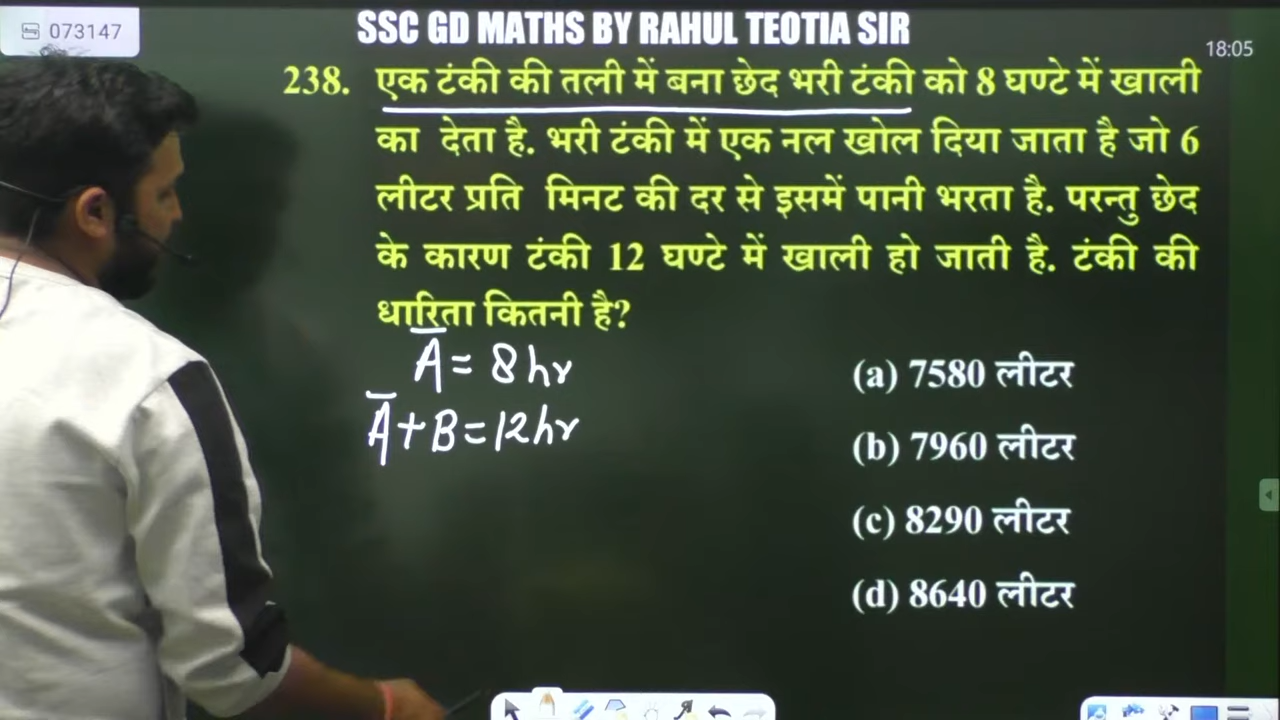 073147
SSC GD MATHS BY RAHUL TEOTIA SIR
18:05
238. एक टंकी की तली में बना छेद भरी टंकी को 8 घण्टे में खाली
का देता है. भरी टंकी में एक नल खोल दिया जाता है जो 6
लीटर प्रति मिनट की दर से इसमें पानी भरता है. परन्तु छेद
के कारण टंकी 12 घण्टे में खाली हो जाती है. टंकी की
धारिता कितनी है?
A̅ = 8 hr
A̅ + B = 12 hr
(a) 7580 लीटर
(b) 7960 लीटर
(c) 8290 लीटर
(d) 8640 लीटर